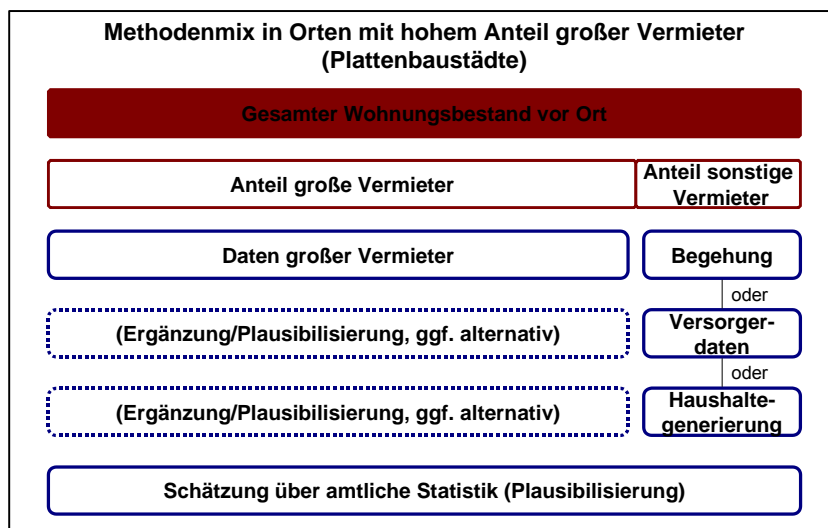 Methodenmix in Orten mit hohem Anteil großer Vermieter
(Plattenbaustädte)
Gesamter Wohnungsbestand vor Ort
Anteil große Vermieter
Anteil sonstige
Vermieter
Daten großer Vermieter
Begehung
oder
(Ergänzung/Plausibilisierung, ggf. alternativ)
Versorger-
daten
oder
(Ergänzung/Plausibilisierung, ggf. alternativ)
Haushalte-
generierung
Schätzung über amtliche Statistik (Plausibilisierung)